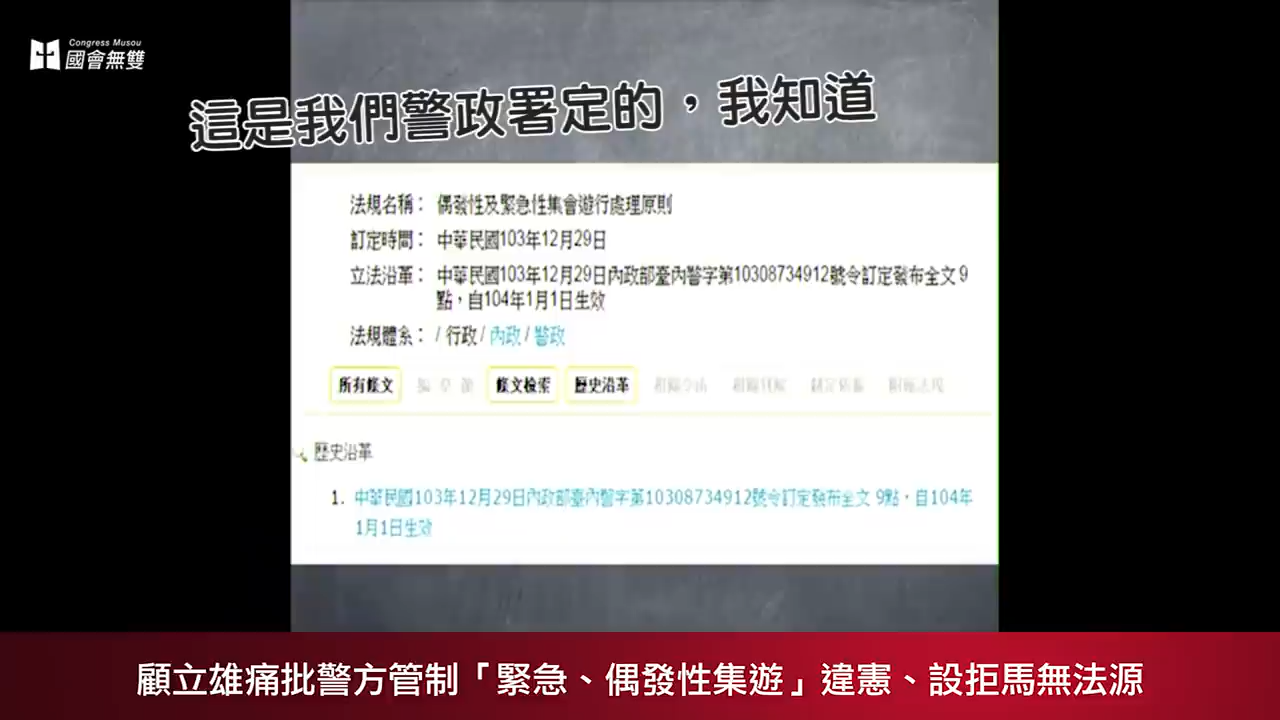 Congress Musou
國會無雙
這是我們警政署定的，我知道
法規名稱： 偶發性及緊急性集會遊行處理原則
訂定時間： 中華民國103年12月29日
立法沿革： 中華民國103年12月29日內政部臺內警字第10308734912號令訂定發布全文 9
點，自104年1月1日生效
法規體系： / 行政 / 內政 / 警政
所有條文 編 章 節 條文檢索 歷史沿革
歷史沿革
1. 中華民國103年12月29日內政部臺內警字第10308734912號令訂定發布全文 9點，自104年
1月1日生效
顧立雄痛批警方管制「緊急、偶發性集遊」違憲、設拒馬無法源